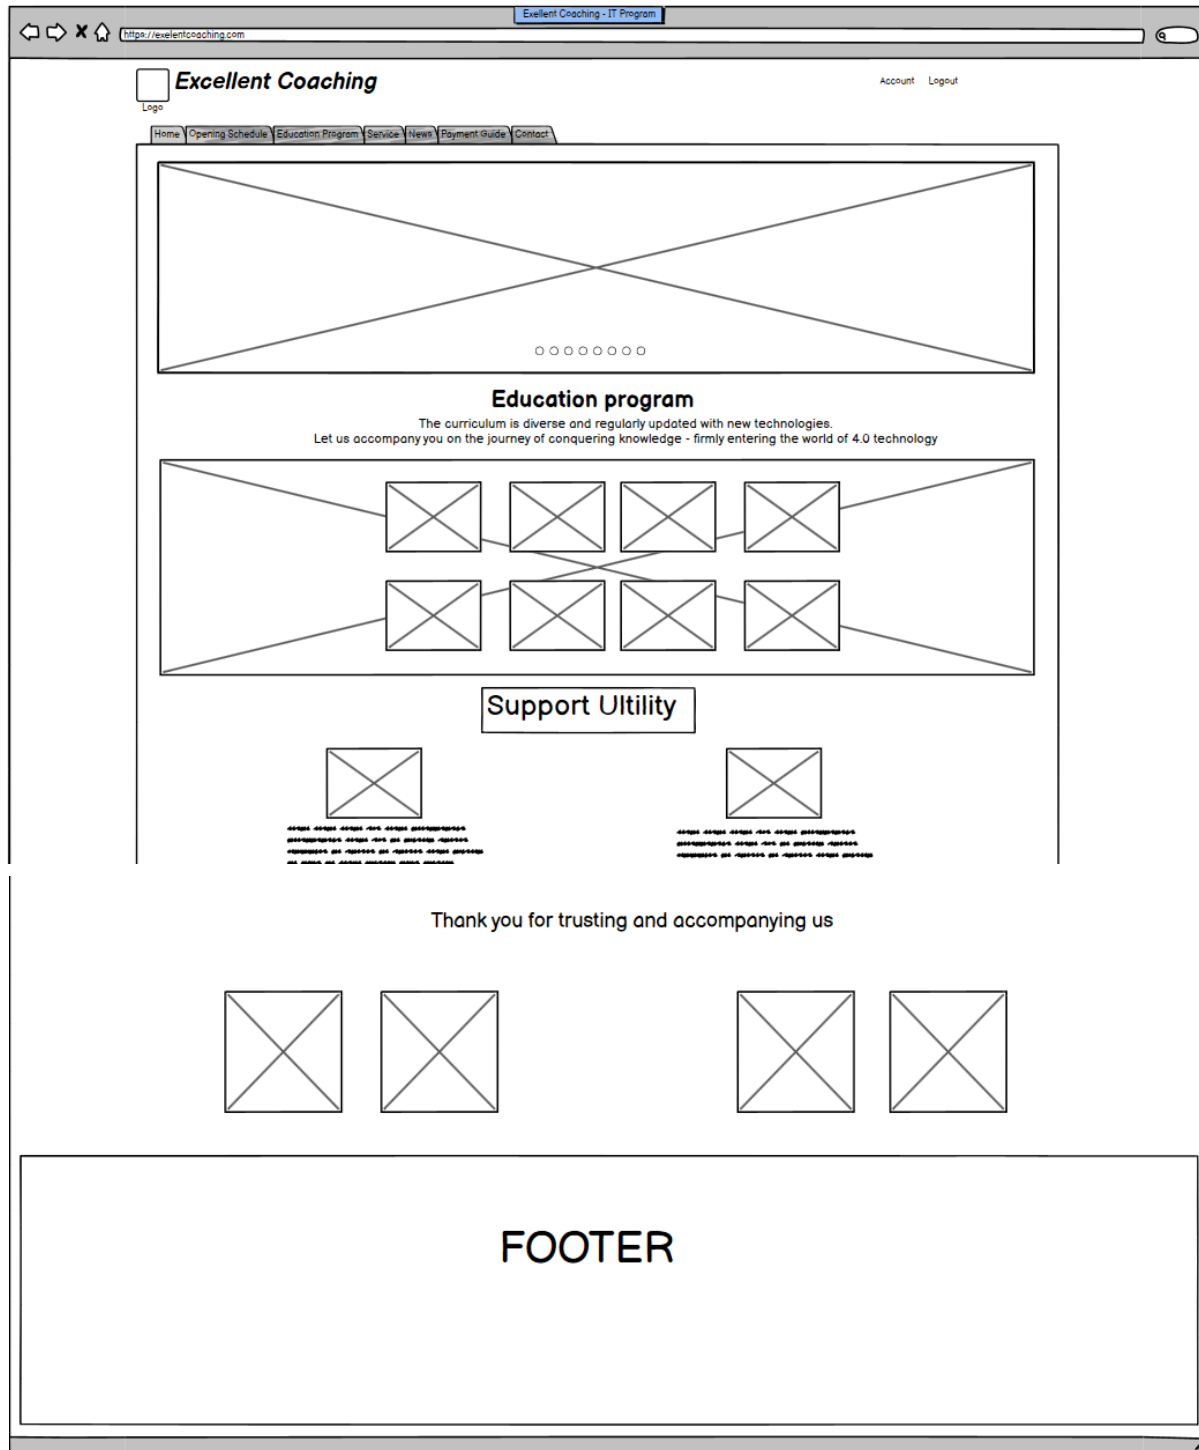 Exellent Coaching - IT Program
https://exelentcoaching.com
Excellent Coaching
Account Logout
Logo
Home Opening Schedule Education Program Service News Payment Guide Contact
Education program
The curriculum is diverse and regularly updated with new technologies.
Let us accompany you on the journey of conquering knowledge - firmly entering the world of 4.0 technology
Support Ultility
Thank you for trusting and accompanying us
FOOTER